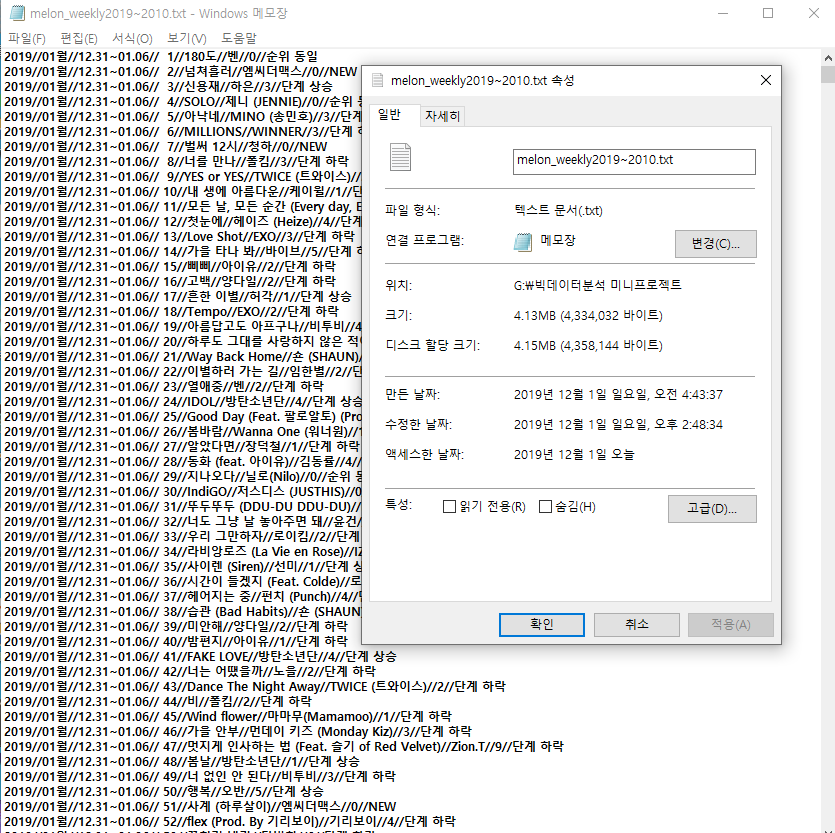 melon_weekly2019~2010.txt - Windows 메모장
파일(F) 편집(E) 서식(O) 보기(V) 도움말
2019//01월//12.31~01.06// 1//180도//벤//0//순위 동일
2019//01월//12.31~01.06// 2//넘쳐흘러//엠씨더맥스//0//NEW
2019//01월//12.31~01.06// 3//신용재//하은//3//단계 상승
2019//01월//12.31~01.06// 4//SOLO//제니 (JENNIE)//0//순위
2019//01월//12.31~01.06// 5//아낙네//MINO (송민호)//3//단계
2019//01월//12.31~01.06// 6//MILLIONS//WINNER//3//단계
2019//01월//12.31~01.06// 7//벌써 12시//청하//0//NEW
2019//01월//12.31~01.06// 8//너를 만나//폴킴//3//단계 하락
2019//01월//12.31~01.06// 9//YES or YES//TWICE (트와이스)//
2019//01월//12.31~01.06// 10//내 생에 아름다운//케이윌//1//단
2019//01월//12.31~01.06// 11//모든 날, 모든 순간 (Every day, E
2019//01월//12.31~01.06// 12//첫눈에//헤이즈 (Heize)//4//단계
2019//01월//12.31~01.06// 13//Love Shot//EXO//3//단계 하락
2019//01월//12.31~01.06// 14//가을 타나 봐//바이브//5//단계
2019//01월//12.31~01.06// 15//삐삐//아이유//2//단계 하락
2019//01월//12.31~01.06// 16//고백//양다일//2//단계 하락
2019//01월//12.31~01.06// 17//흔한 이별//허각//1//단계 상승
2019//01월//12.31~01.06// 18//Tempo//EXO//2//단계 하락
2019//01월//12.31~01.06// 19//아름답고도 아프구나//비투비//4
2019//01월//12.31~01.06// 20//하루도 그대를 사랑하지 않은 적이
2019//01월//12.31~01.06// 21//Way Back Home//숀 (SHAUN)/
2019//01월//12.31~01.06// 22//이별하러 가는 길//임한별//2//단
2019//01월//12.31~01.06// 23//열애중//벤//2//단계 하락
2019//01월//12.31~01.06// 24//IDOL//방탄소년단//4//단계 상승
2019//01월//12.31~01.06// 25//Good Day (Feat. 팔로알토) (Pro
2019//01월//12.31~01.06// 26//봄바람//Wanna One (워너원)//1
2019//01월//12.31~01.06// 27//알았다면//장덕철//1//단계 하락
2019//01월//12.31~01.06// 28//동화 (feat. 아이유)//김동률//4//
2019//01월//12.31~01.06// 29//지나오다//닐로(Nilo)//0//순위
2019//01월//12.31~01.06// 30//IndiGO//저스디스 (JUSTHIS)//0
2019//01월//12.31~01.06// 31//뚜두뚜두 (DDU-DU DDU-DU)//
2019//01월//12.31~01.06// 32//너도 그냥 날 놓아주면 돼//윤건//
2019//01월//12.31~01.06// 33//우리 그만하자//로이킴//2//단계
2019//01월//12.31~01.06// 34//라비앙로즈 (La Vie en Rose)//IZ
2019//01월//12.31~01.06// 35//사이렌 (Siren)//선미//1//단계 상
2019//01월//12.31~01.06// 36//시간이 들겠지 (Feat. Colde)//로
2019//01월//12.31~01.06// 37//헤어지는 중//펀치 (Punch)//4//
2019//01월//12.31~01.06// 38//습관 (Bad Habits)//숀 (SHAUN
2019//01월//12.31~01.06// 39//미안해//양다일//2//단계 하락
2019//01월//12.31~01.06// 40//밤편지//아이유//1//단계 하락
2019//01월//12.31~01.06// 41//FAKE LOVE//방탄소년단//4//단계 상승
2019//01월//12.31~01.06// 42//너는 어땠을까//노을//2//단계 하락
2019//01월//12.31~01.06// 43//Dance The Night Away//TWICE (트와이스)//2//단계 하락
2019//01월//12.31~01.06// 44//비//폴킴//2//단계 하락
2019//01월//12.31~01.06// 45//Wind flower//마마무(Mamamoo)//1//단계 하락
2019//01월//12.31~01.06// 46//가을 안부//먼데이 키즈 (Monday Kiz)//3//단계 하락
2019//01월//12.31~01.06// 47//멋지게 인사하는 법 (Feat. 슬기 of Red Velvet)//Zion.T//9//단계 하락
2019//01월//12.31~01.06// 48//봄날//방탄소년단//1//단계 상승
2019//01월//12.31~01.06// 49//너 없인 안 된다//비투비//3//단계 하락
2019//01월//12.31~01.06// 50//행복//오반//5//단계 상승
2019//01월//12.31~01.06// 51//사계 (하루살이)//엠씨더맥스//0//NEW
2019//01월//12.31~01.06// 52//flex (Prod. By 기리보이)//기리보이//4//단계 하락
melon_weekly2019~2010.txt 속성
일반 자세히
melon_weekly2019~2010.txt
파일 형식: 텍스트 문서(.txt)
연결 프로그램: 메모장 변경(C)...
위치: G:₩빅데이터분석 미니프로젝트
크기: 4.13MB (4,334,032 바이트)
디스크 할당 크기: 4.15MB (4,358,144 바이트)
만든 날짜: 2019년 12월 1일 일요일, 오전 4:43:37
수정한 날짜: 2019년 12월 1일 일요일, 오후 2:48:34
액세스한 날짜: 2019년 12월 1일 오늘
특성: 읽기 전용(R) 숨김(H) 고급(D)...
확인 취소 적용(A)